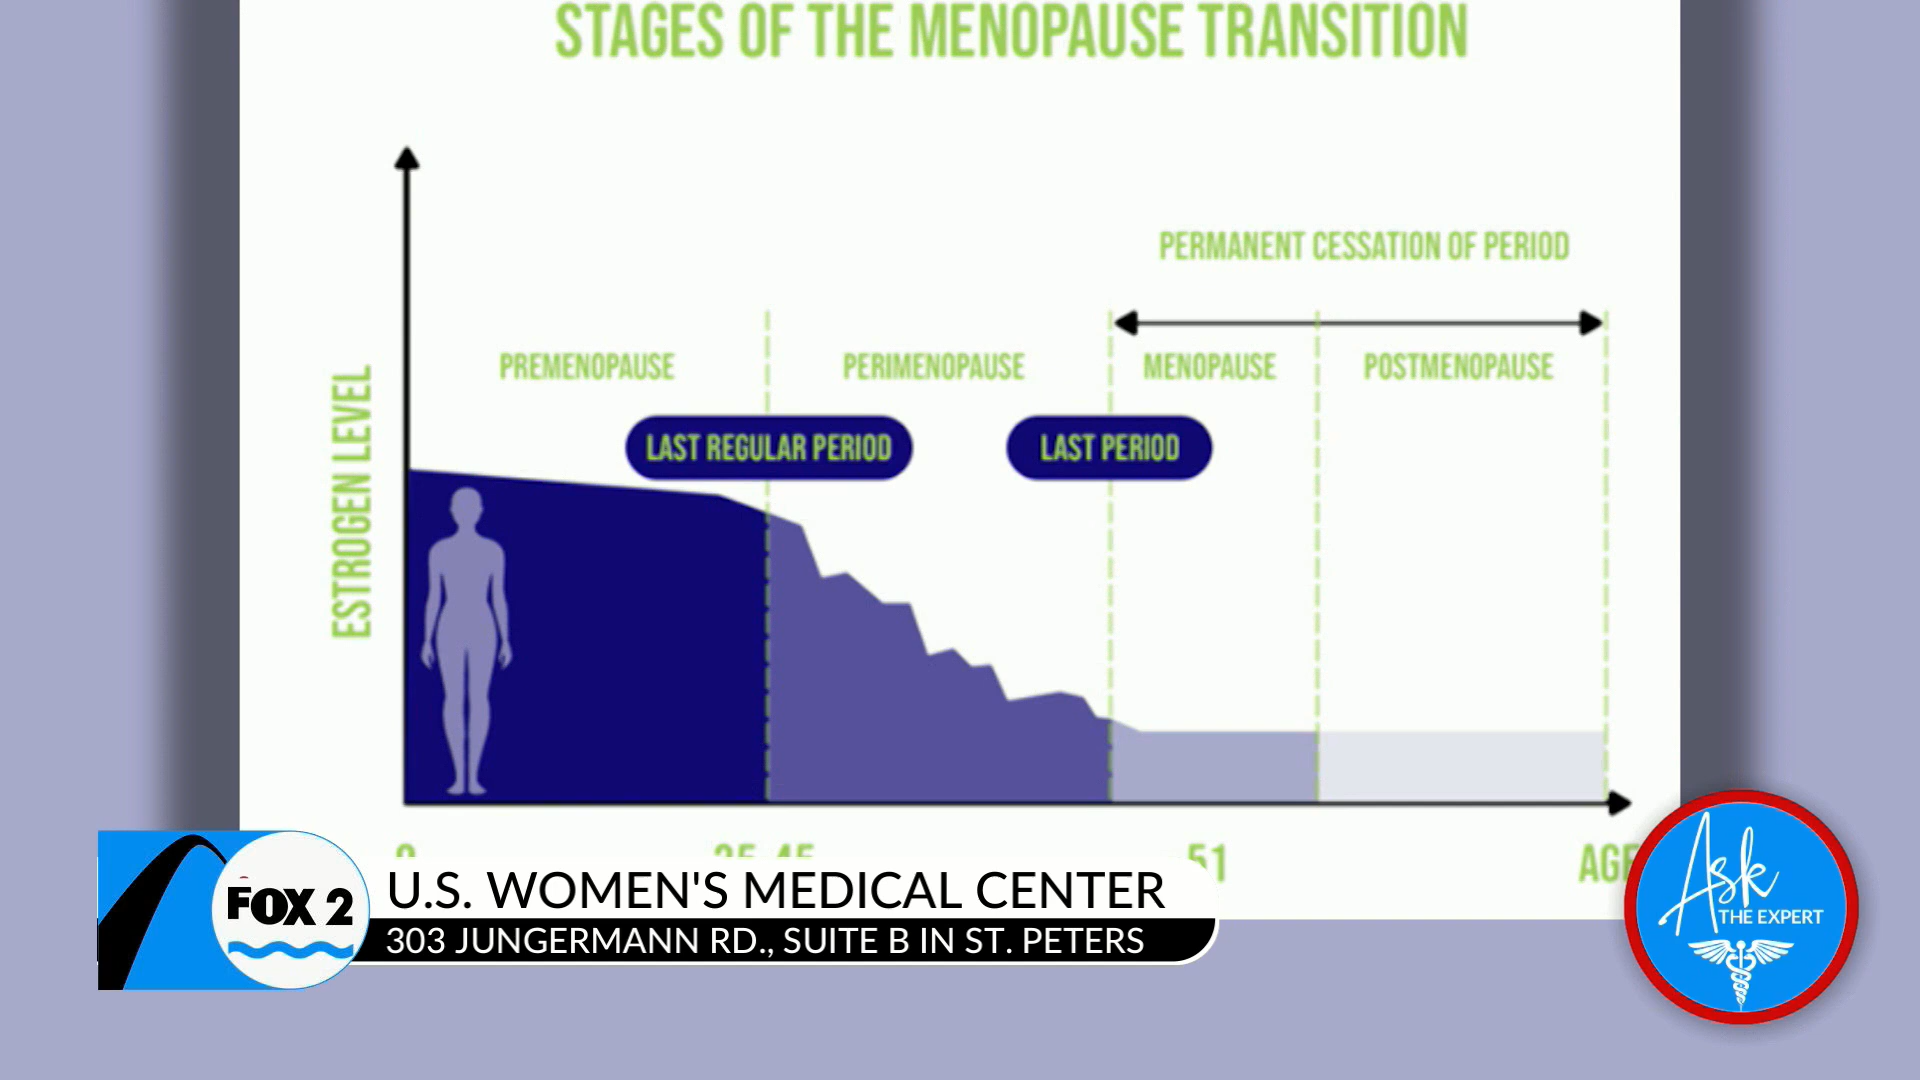 STAGES OF THE MENOPAUSE TRANSITION
PERMANENT CESSATION OF PERIOD
PREMENOPAUSE
PERIMENOPAUSE
MENOPAUSE
POSTMENOPAUSE
LAST REGULAR PERIOD
LAST PERIOD
ESTROGEN LEVEL
51
AGE
FOX 2
U.S. WOMEN'S MEDICAL CENTER
303 JUNGERMANN RD., SUITE B IN ST. PETERS
Ask
THE EXPERT